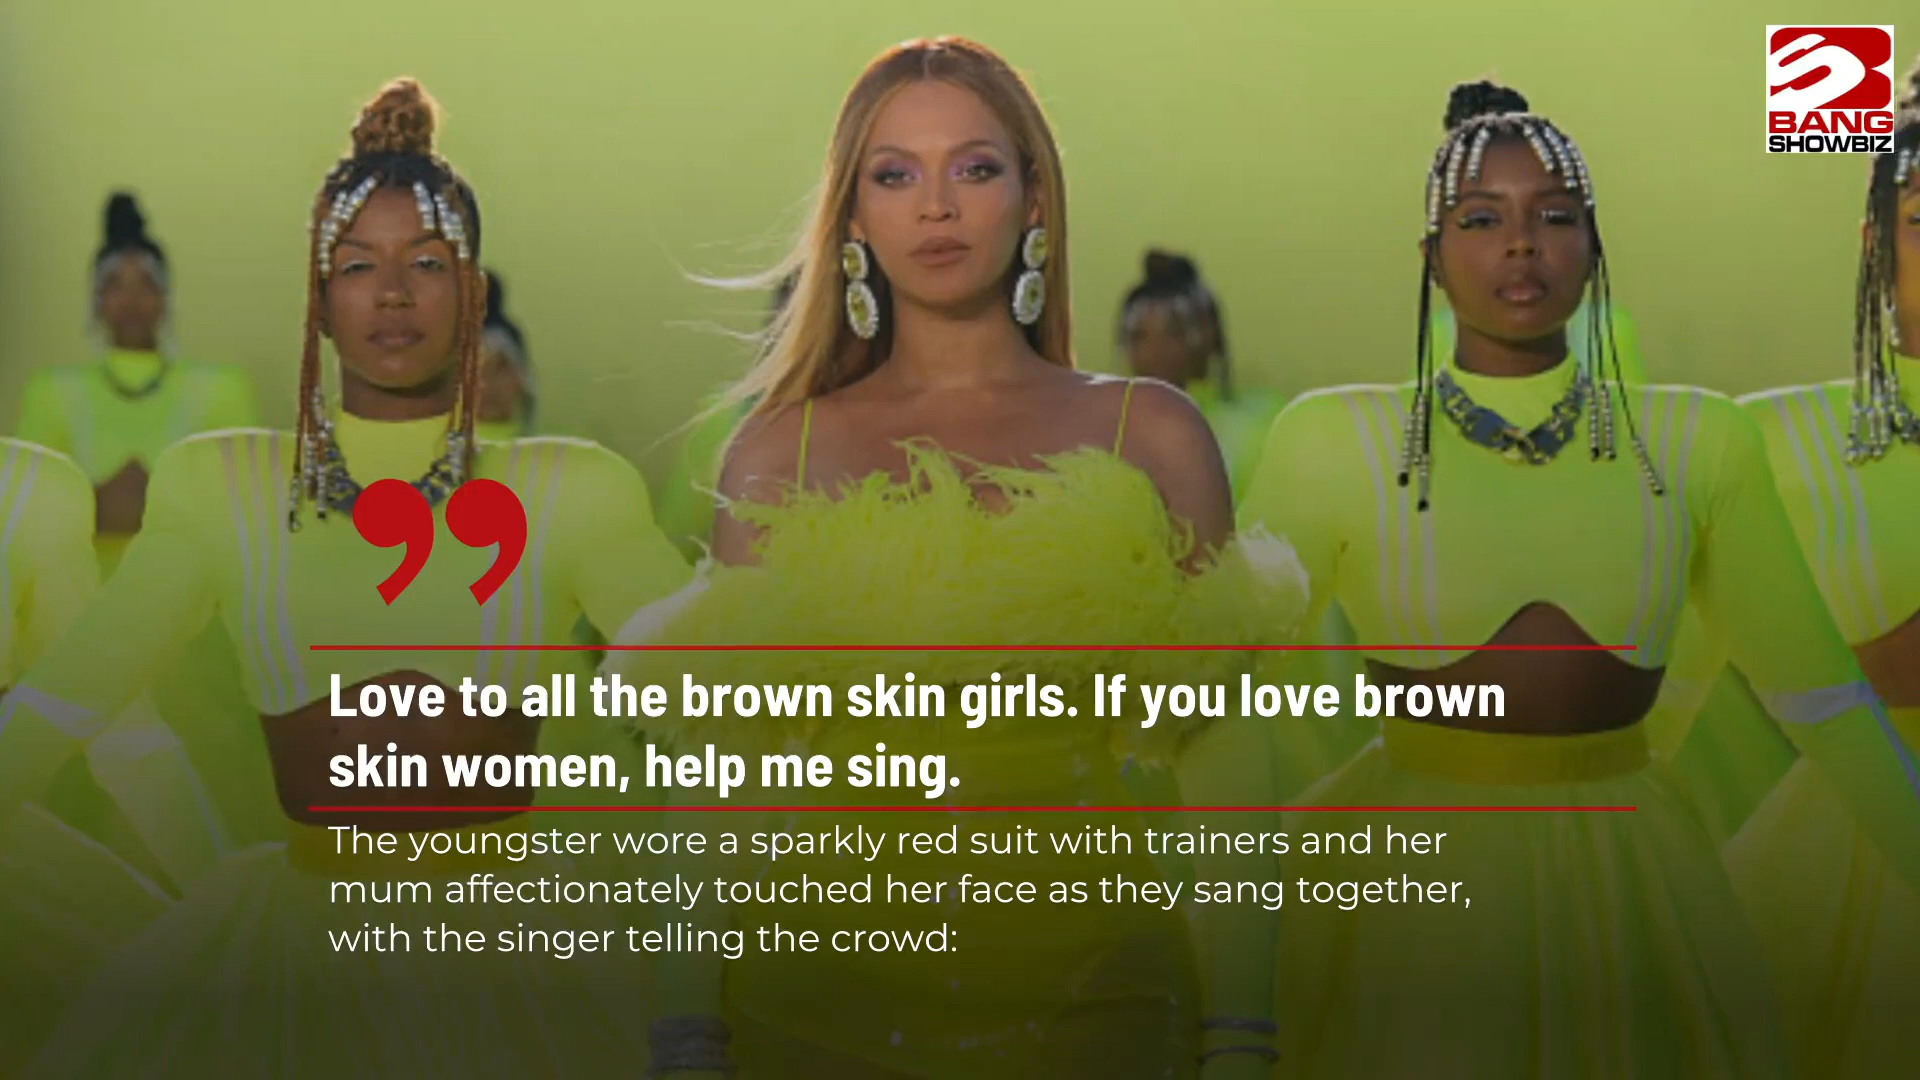 BANG
SHOWBIZ
”
Love to all the brown skin girls. If you love brown
skin women, help me sing.
The youngster wore a sparkly red suit with trainers and her
mum affectionately touched her face as they sang together,
with the singer telling the crowd: